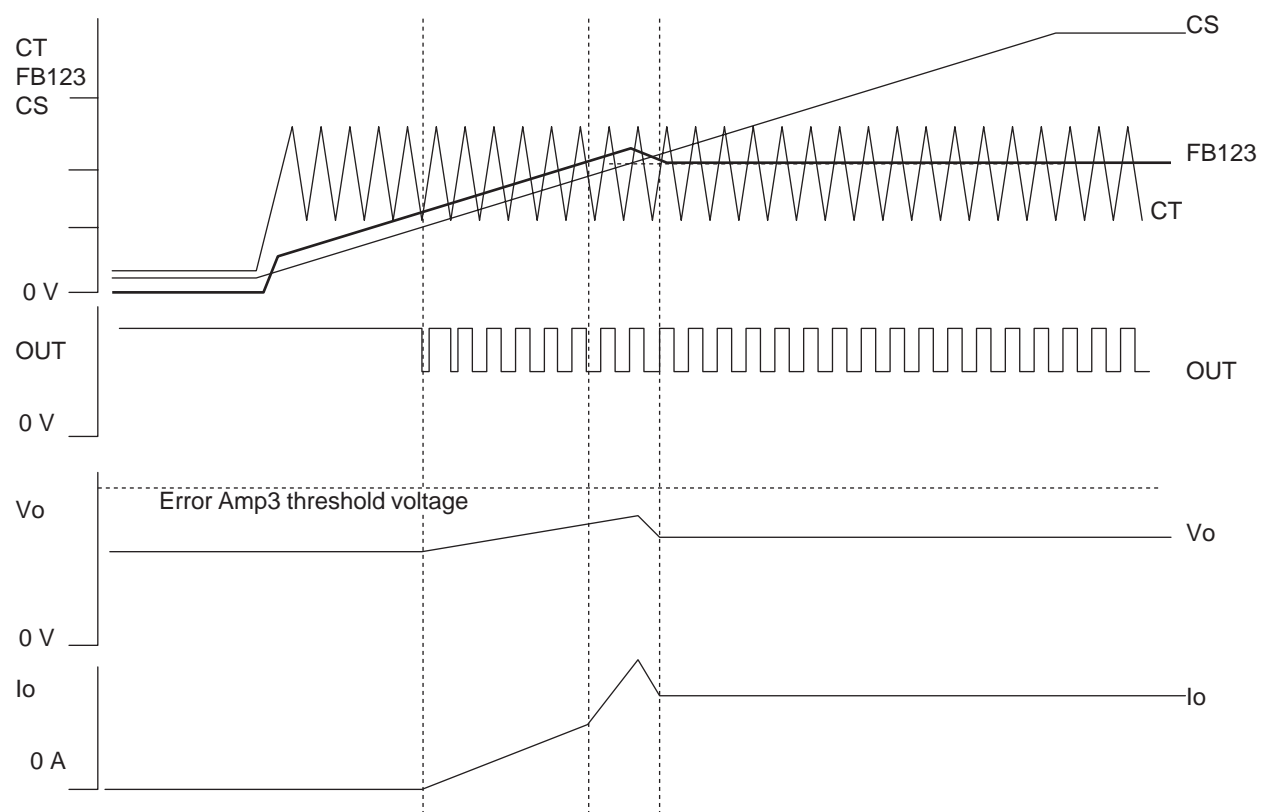 CT
FB123
CS
0 V
CS
FB123
CT
OUT
0 V
OUT
Error Amp3 threshold voltage
Vo
0 V
Vo
Io
0 A
Io